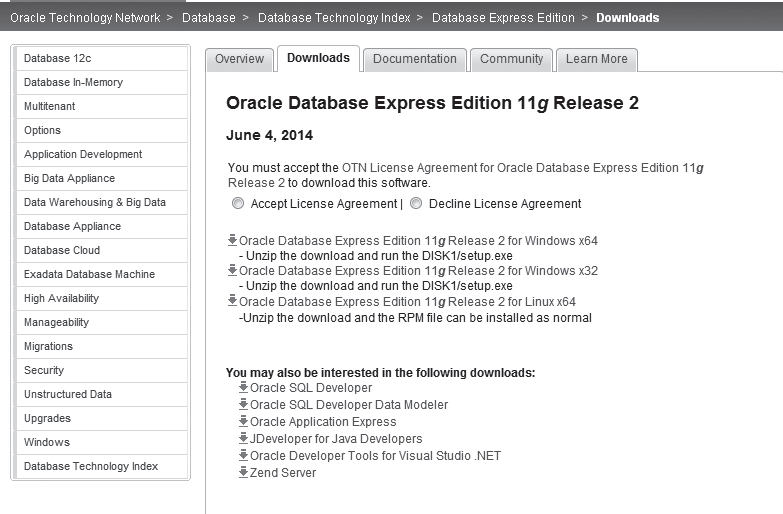 Oracle Technology Network > Database > Database Technology Index > Database Express Edition > Downloads
Database 12c
Database In-Memory
Multitenant
Options
Application Development
Big Data Appliance
Data Warehousing & Big Data
Database Appliance
Database Cloud
Exadata Database Machine
High Availability
Manageability
Migrations
Security
Unstructured Data
Upgrades
Windows
Database Technology Index
Overview Downloads Documentation Community Learn More
Oracle Database Express Edition 11g Release 2
June 4, 2014
You must accept the OTN License Agreement for Oracle Database Express Edition 11g
Release 2 to download this software.
Accept License Agreement | Decline License Agreement
Oracle Database Express Edition 11g Release 2 for Windows x64
- Unzip the download and run the DISK1/setup.exe
Oracle Database Express Edition 11g Release 2 for Windows x32
- Unzip the download and run the DISK1/setup.exe
Oracle Database Express Edition 11g Release 2 for Linux x64
-Unzip the download and the RPM file can be installed as normal
You may also be interested in the following downloads:
Oracle SQL Developer
Oracle SQL Developer Data Modeler
Oracle Application Express
JDeveloper for Java Developers
Oracle Developer Tools for Visual Studio .NET
Zend Server